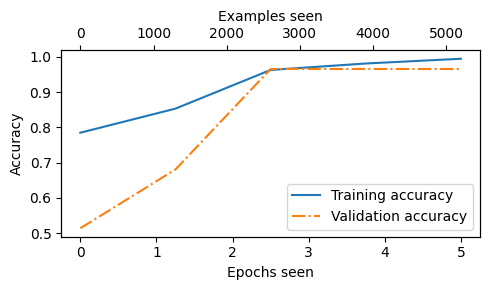 Examples seen
0 1000 2000 3000 4000 5000
1.0
0.9
0.8
0.7
0.6
0.5
Accuracy
Training accuracy
Validation accuracy
0 1 2 3 4 5
Epochs seen